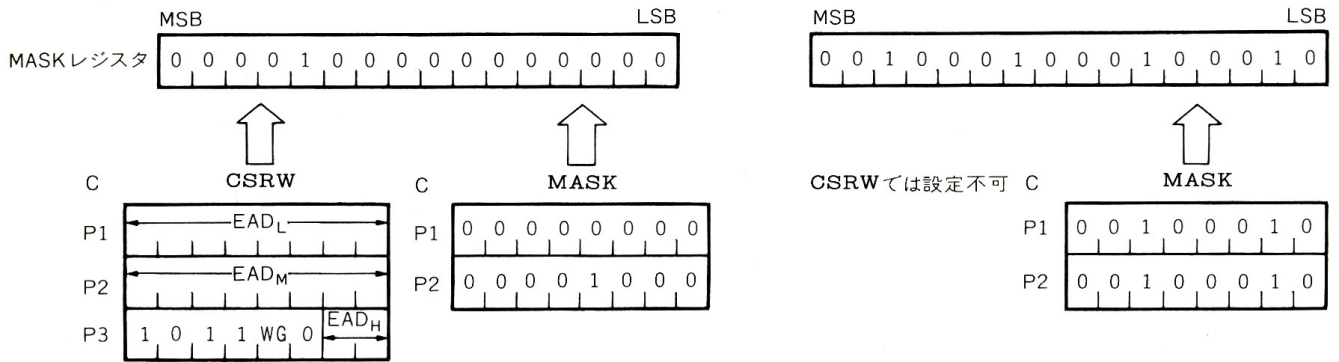 MSB LSB MSB LSB
MASKレジスタ 0 0 0 0 1 0 0 0 0 0 0 0 0 0 0 0 0 0 1 0 0 0 1 0 0 0 1 0 0 0 1 0
C CSRW C MASK CSRWでは設定不可 C MASK
P1 EADL P1 0 0 0 0 0 0 0 0 P1 0 0 1 0 0 0 1 0
P2 EADM P2 0 0 0 0 1 0 0 0 P2 0 0 1 0 0 0 1 0
P3 1 0 1 1 WG 0 EADH